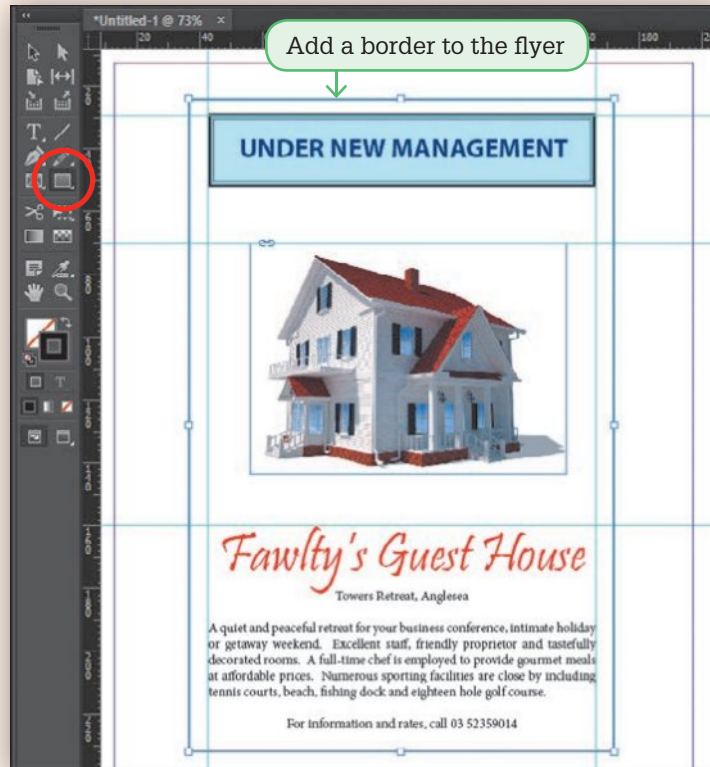 *Untitled-1 @ 73% ×
20 40 100
Add a border to the flyer
UNDER NEW MANAGEMENT
Fawlty's Guest House
Towers Retreat, Anglesea
A quiet and peaceful retreat for your business conference, intimate holiday
or getaway weekend. Excellent staff, friendly proprietor and tastefully
decorated rooms. A full-time chef is employed to provide gourmet meals
at affordable prices. Numerous sporting facilities are close by including
tennis courts, beach, fishing dock and eighteen hole golf course.
For information and rates, call 03 52359014